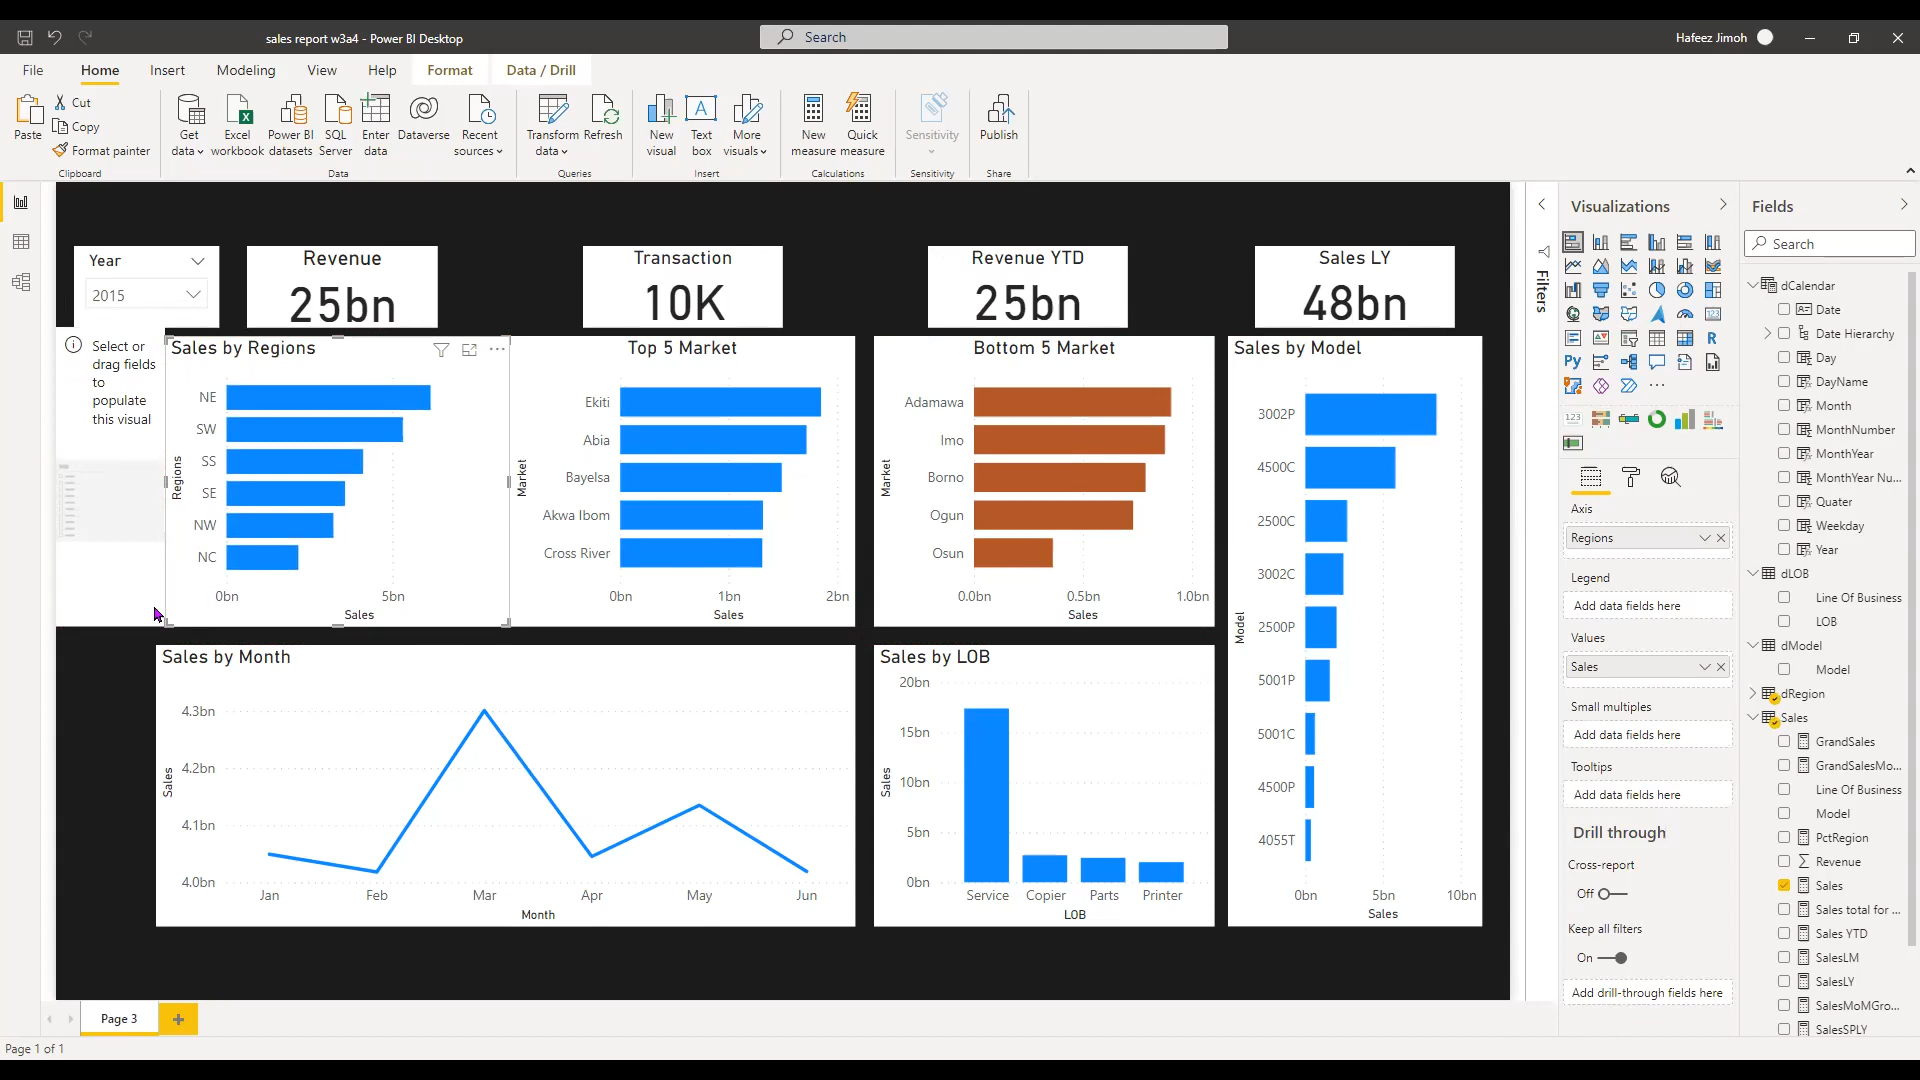 sales report w3a4 - Power BI Desktop
Search
Hafeez Jimoh
File
Home
Insert
Modeling
View
Help
Format
Data / Drill
Paste
Cut
Copy
Format painter
Clipboard
Get data
Excel workbook
Power BI datasets
SQL Server
Enter data
Dataverse
Recent sources
Data
Transform data
Refresh
Queries
New visual
Text box
More visuals
Insert
New measure
Quick measure
Calculations
Sensitivity
Sensitivity
Publish
Share
Year
2015
Revenue
25bn
Transaction
10K
Revenue YTD
25bn
Sales LY
48bn
Select or
drag fields
to
populate
this visual
Sales by Regions
Regions
NE
SW
SS
SE
NW
NC
0bn
5bn
Sales
Top 5 Market
Market
Ekiti
Abia
Bayelsa
Akwa Ibom
Cross River
0bn
1bn
2bn
Sales
Bottom 5 Market
Market
Adamawa
Imo
Borno
Ogun
Osun
0.0bn
0.5bn
1.0bn
Sales
Sales by Model
Model
3002P
4500C
2500C
3002C
2500P
5001P
5001C
4500P
4055T
0bn
5bn
10bn
Sales
Sales by Month
Sales
4.3bn
4.2bn
4.1bn
4.0bn
Jan
Feb
Mar
Apr
May
Jun
Month
Sales by LOB
Sales
20bn
15bn
10bn
5bn
0bn
Service
Copier
Parts
Printer
LOB
Filters
Visualizations
Axis
Regions
Legend
Add data fields here
Values
Sales
Small multiples
Add data fields here
Tooltips
Add data fields here
Drill through
Cross-report
Off
Keep all filters
On
Add drill-through fields here
Fields
Search
dCalendar
Date
Date Hierarchy
Day
DayName
Month
MonthNumber
MonthYear
MonthYear Nu...
Quater
Weekday
Year
dLOB
Line Of Business
LOB
dModel
Model
dRegion
Sales
GrandSales
GrandSalesMo...
Line Of Business
Model
PctRegion
Revenue
Sales
Sales total for ...
Sales YTD
SalesLM
SalesLY
SalesMoMGro...
SalesSPLY
Page 3
Page 1 of 1